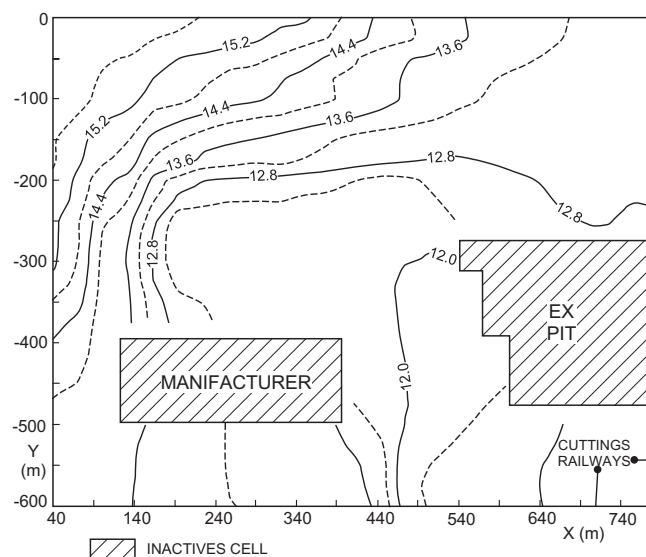 0
15.2
14.4
13.6
-100
15.2
14.4
13.6
13.6
12.8
-200
12.8
14.4
12.8
12.8
12.0
-300
EX
PIT
-400
MANIFACTURER
12.0
-500
Y
(m)
CUTTINGS
RAILWAYS
-600
40 140 240 340 440 540 640 740
X (m)
INACTIVES CELL